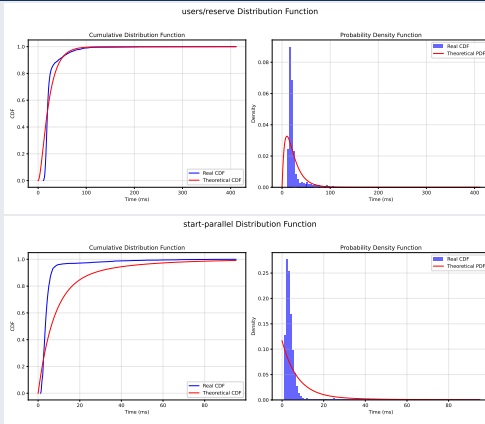 users/reserve Distribution Function
Cumulative Distribution Function
CDF
1.0
0.8
0.6
0.4
0.2
0.0
0 100 200 300 400
Time (ms)
Real CDF
Theoretical CDF
Probability Density Function
Density
0.08
0.06
0.04
0.02
0.00
0 100 200 300 400
Time (ms)
Real CDF
Theoretical PDF
start-parallel Distribution Function
Cumulative Distribution Function
CDF
1.0
0.8
0.6
0.4
0.2
0.0
0 20 40 60 80
Time (ms)
Real CDF
Theoretical CDF
Probability Density Function
Density
0.25
0.20
0.15
0.10
0.05
0.00
0 20 40 60 80
Time (ms)
Real CDF
Theoretical PDF